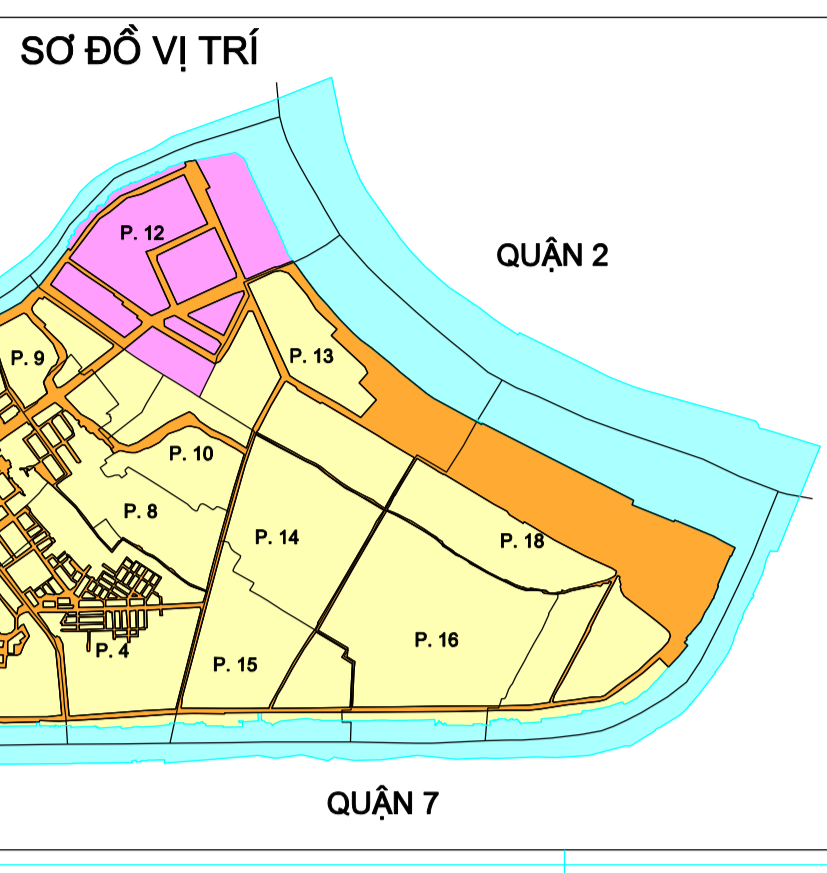 SƠ ĐỒ VỊ TRÍ
P. 12
QUẬN 2
P. 9
P. 13
P. 10
P. 8
P. 14
P. 18
P. 4
P. 15
P. 16
QUẬN 7